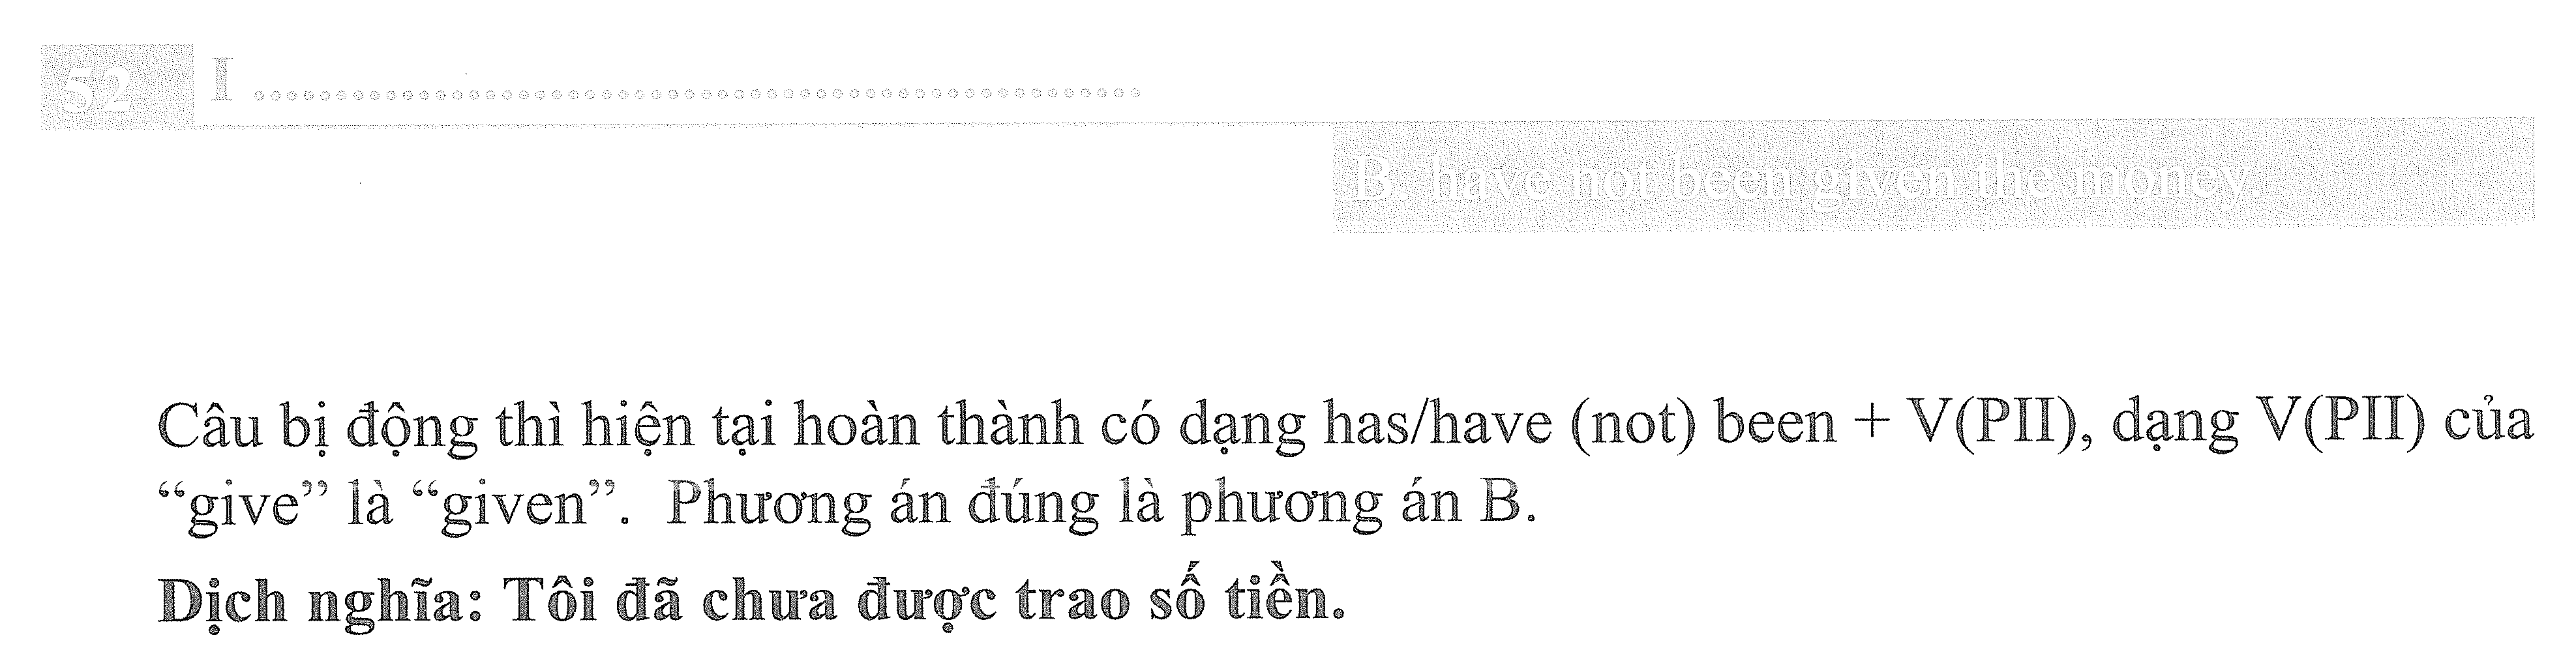 52 I ......................................................
B. have not been given the money.
Câu bị động thì hiện tại hoàn thành có dạng has/have (not) been + V(PII), dạng V(PII) của
“give” là “given”. Phương án đúng là phương án B.
Dịch nghĩa: Tôi đã chưa được trao số tiền.